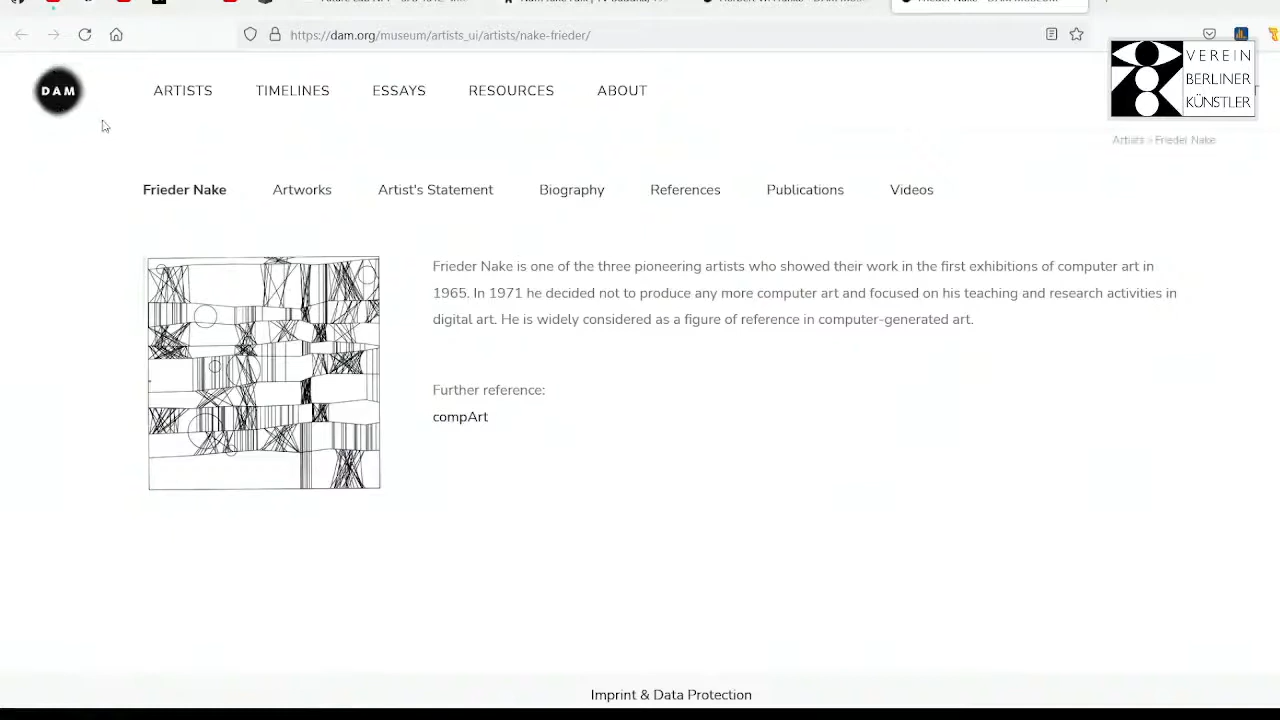 https://dam.org/museum/artists_ui/artists/nake-frieder/
DAM
ARTISTS
TIMELINES
ESSAYS
RESOURCES
ABOUT
VEREIN
BERLINER
KÜNSTLER
Artists » Frieder Nake
Frieder Nake
Artworks
Artist's Statement
Biography
References
Publications
Videos
Frieder Nake is one of the three pioneering artists who showed their work in the first exhibitions of computer art in
1965. In 1971 he decided not to produce any more computer art and focused on his teaching and research activities in
digital art. He is widely considered as a figure of reference in computer-generated art.
Further reference:
compArt
Imprint & Data Protection